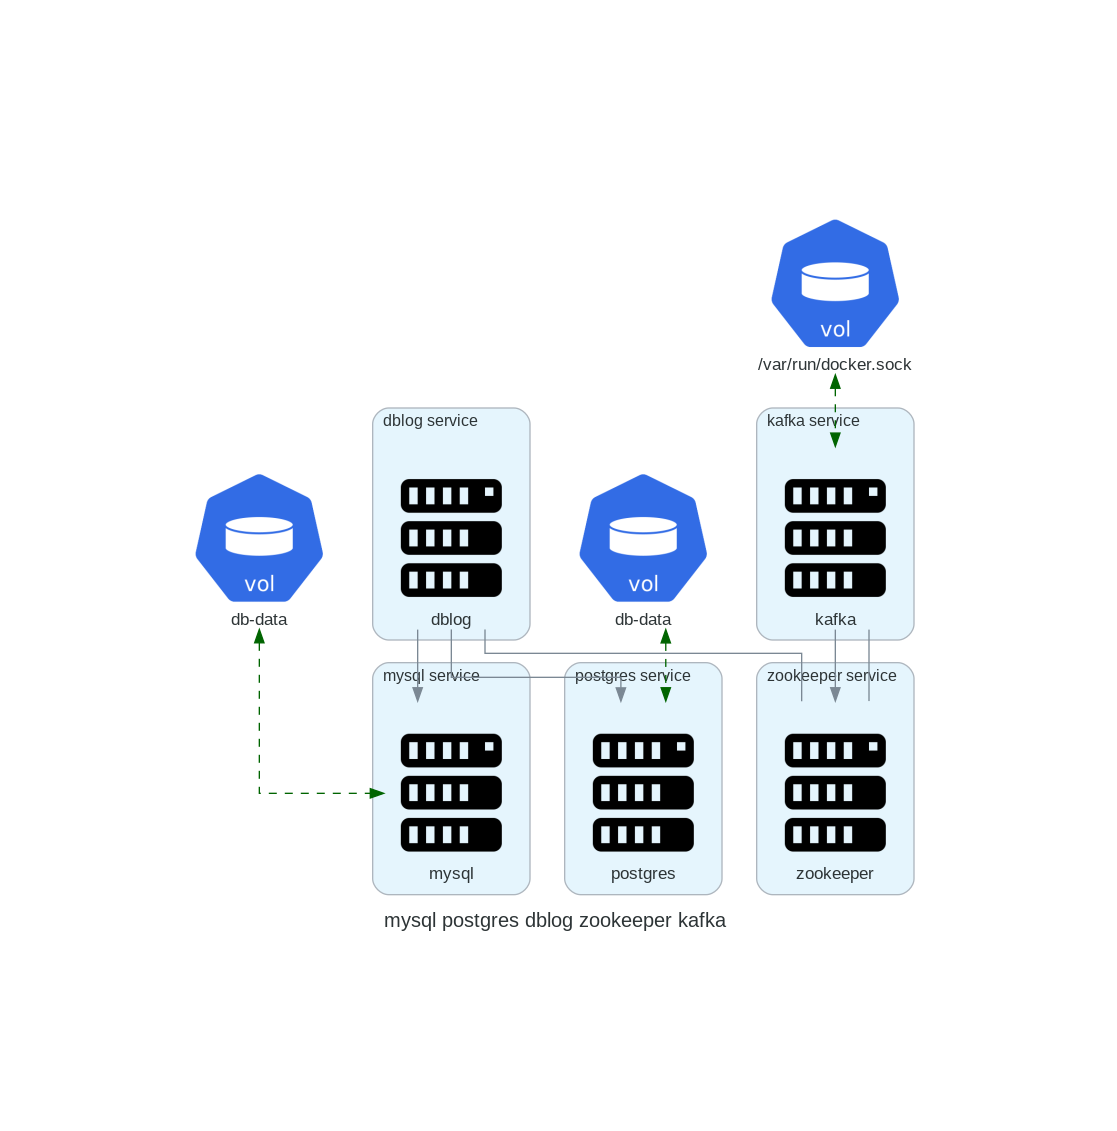 vol
/var/run/docker.sock
dblog service
kafka service
vol
vol
db-data
dblog
db-data
kafka
mysql service
postgres service
zookeeper service
mysql
postgres
zookeeper
mysql postgres dblog zookeeper kafka